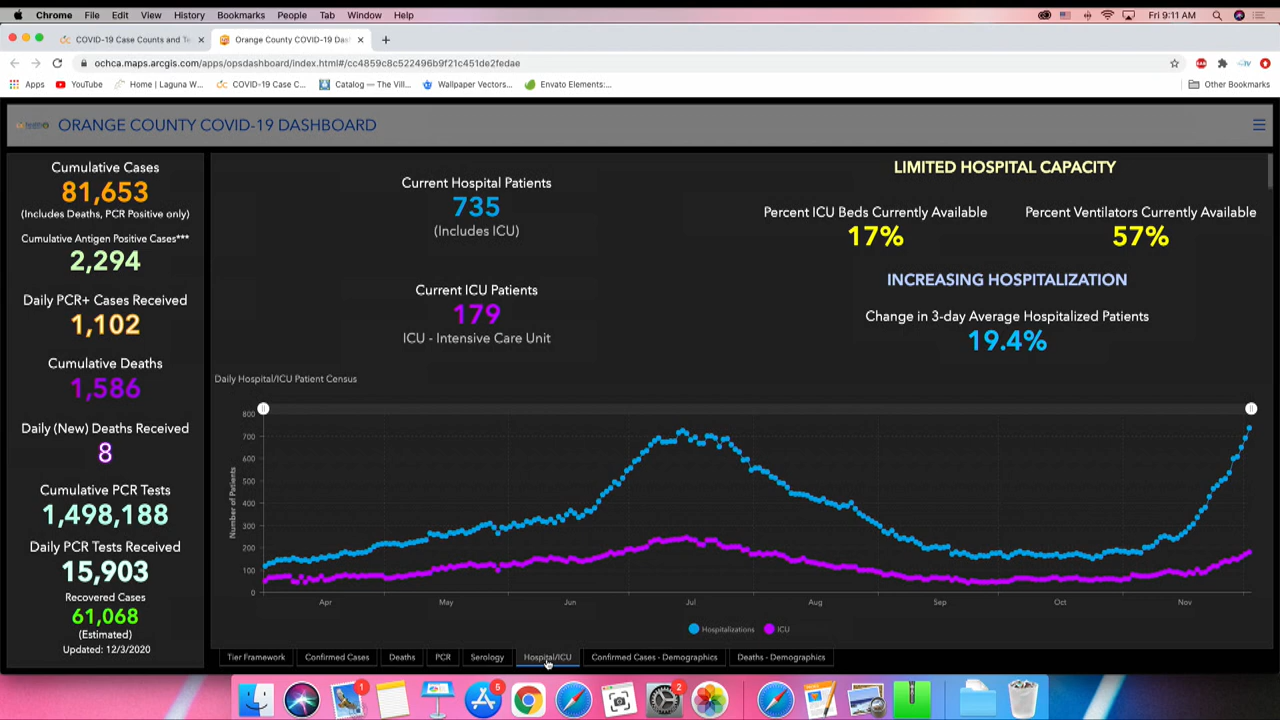 Chrome File Edit View History Bookmarks People Tab Window Help Fri 9:11 AM
COVID-19 Case Counts and Te Orange County COVID-19 Das
ochca.maps.arcgis.com/apps/opsdashboard/index.html#/cc4859c8c522496b9f21c451de2fedae
Apps YouTube Home | Laguna W... COVID-19 Case C... Catalog — The Vill... Wallpaper Vectors... Envato Elements:... Other Bookmarks
ORANGE COUNTY COVID-19 DASHBOARD
Cumulative Cases
81,653
(Includes Deaths, PCR Positive only)
Cumulative Antigen Positive Cases***
2,294
Daily PCR+ Cases Received
1,102
Cumulative Deaths
1,586
Daily (New) Deaths Received
8
Cumulative PCR Tests
1,498,188
Daily PCR Tests Received
15,903
Recovered Cases
61,068
(Estimated)
Updated: 12/3/2020
Current Hospital Patients
735
(Includes ICU)
Current ICU Patients
179
ICU - Intensive Care Unit
LIMITED HOSPITAL CAPACITY
Percent ICU Beds Currently Available
17%
Percent Ventilators Currently Available
57%
INCREASING HOSPITALIZATION
Change in 3-day Average Hospitalized Patients
19.4%
Daily Hospital/ICU Patient Census
Number of Patients
800
700
600
500
400
300
200
100
0
Apr May Jun Jul Aug Sep Oct Nov
Hospitalizations ICU
Tier Framework Confirmed Cases Deaths PCR Serology Hospital/ICU Confirmed Cases - Demographics Deaths - Demographics
1 5 2